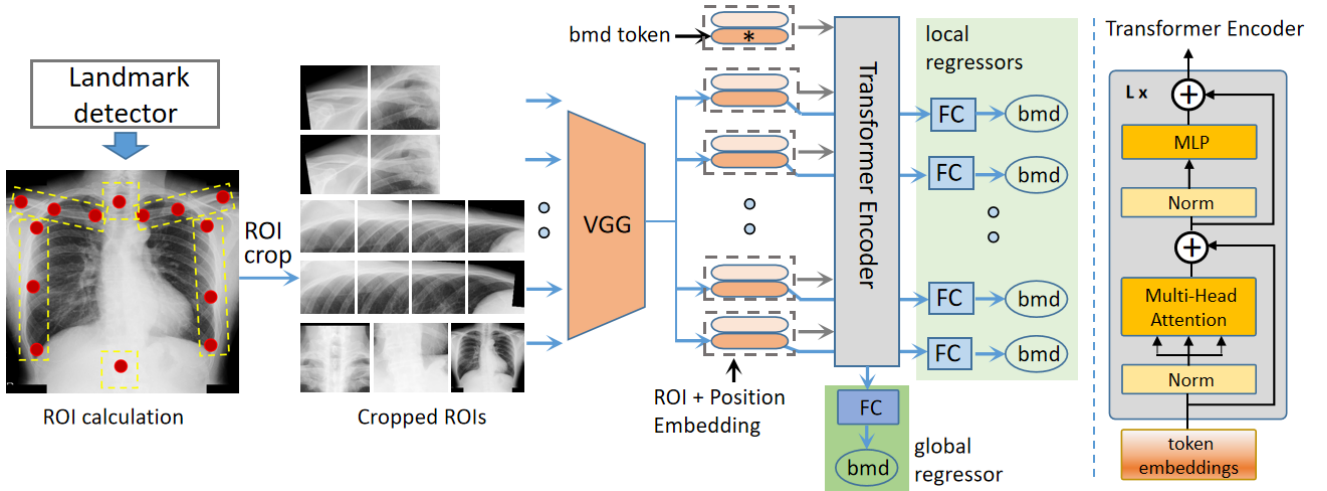 Landmark
detector
ROI calculation
ROI
crop
Cropped ROIs
VGG
bmd token
*
ROI + Position
Embedding
Transformer Encoder
local
regressors
FC
bmd
FC
bmd
FC
bmd
FC
bmd
FC
bmd
global
regressor
Transformer Encoder
L x
MLP
Norm
Multi-Head
Attention
Norm
token
embeddings